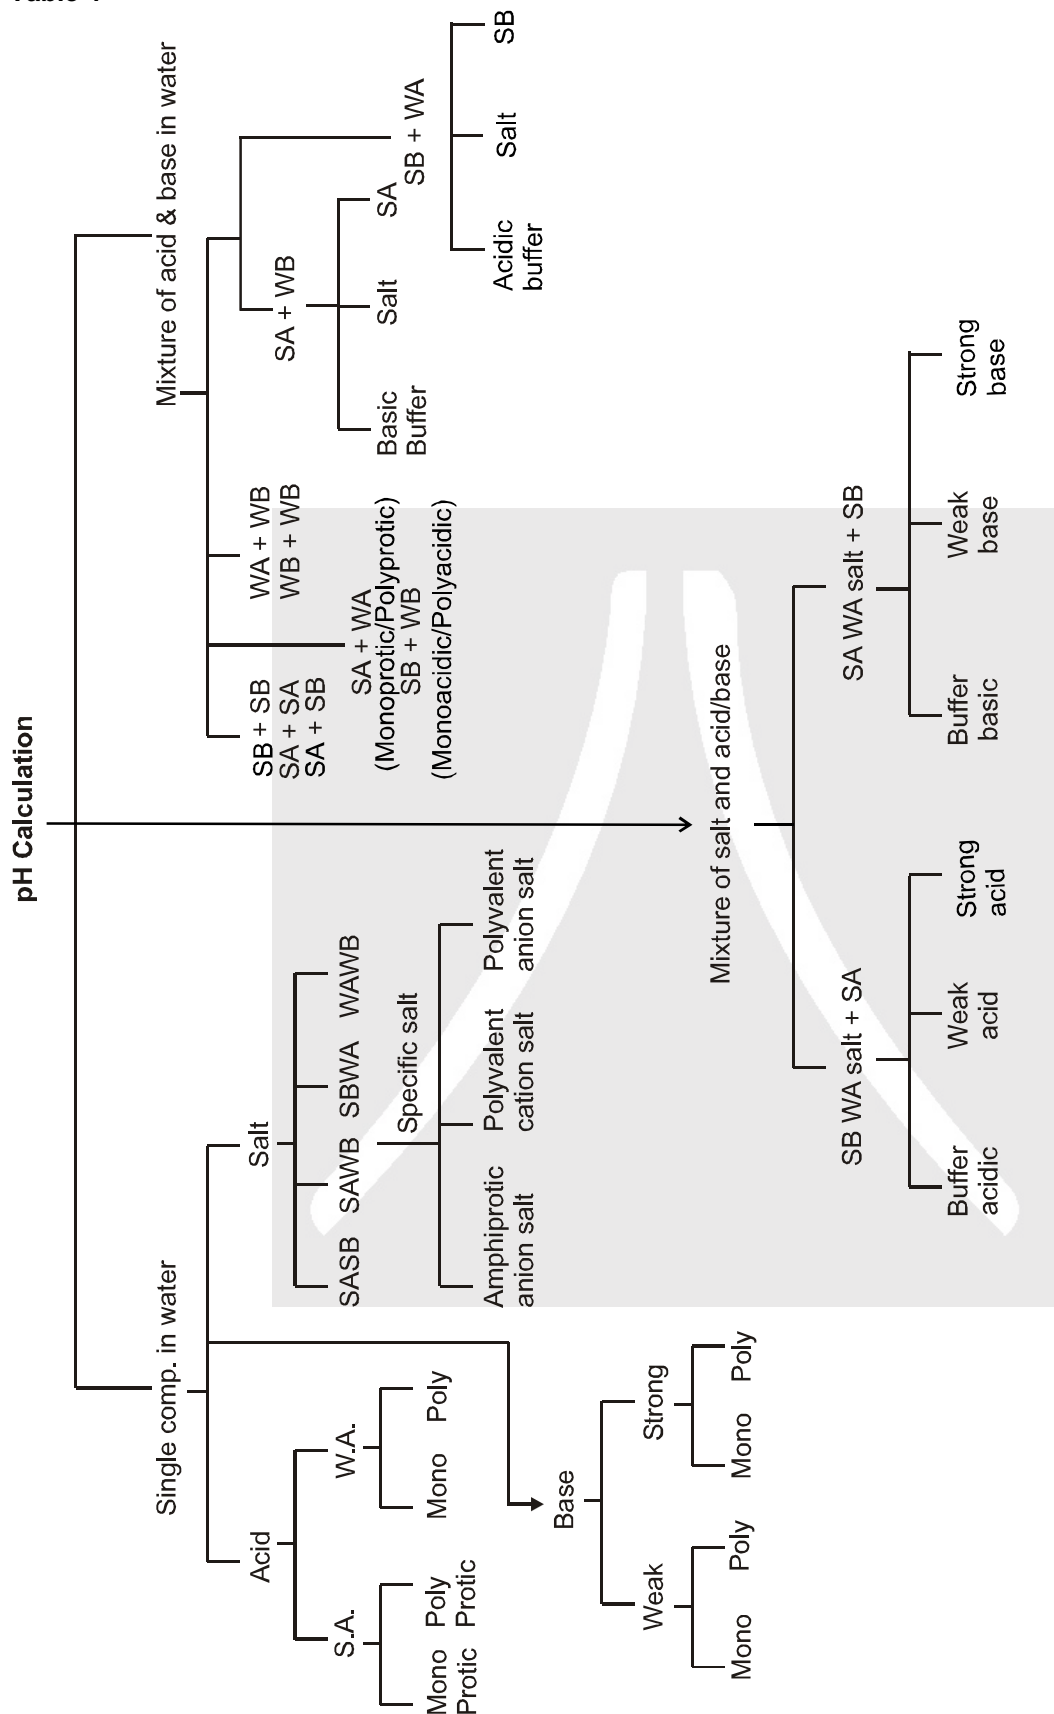 pH Calculation
Single comp. in water
Mixture of acid & base in water
Acid
Salt
S.A.
W.A.
Mono
Protic
Poly
Protic
Mono
Poly
Base
Weak
Strong
Mono
Poly
Mono
Poly
SASB
SAWB
SBWA
WAWB
Specific salt
Amphiprotic
anion salt
Polyvalent
cation salt
Polyvalent
anion salt
SB + SB
SA + SA
SA + SB
SA + WA
(Monoprotic/Polyprotic)
SB + WB
(Monoacidic/Polyacidic)
WA + WB
WB + WB
SA + WB
Basic
Buffer
Salt
SA
SB + WA
Acidic
buffer
Salt
SB
Mixture of salt and acid/base
SB WA salt + SA
Buffer
acidic
Weak
acid
Strong
acid
SA WA salt + SB
Buffer
basic
Weak
base
Strong
base